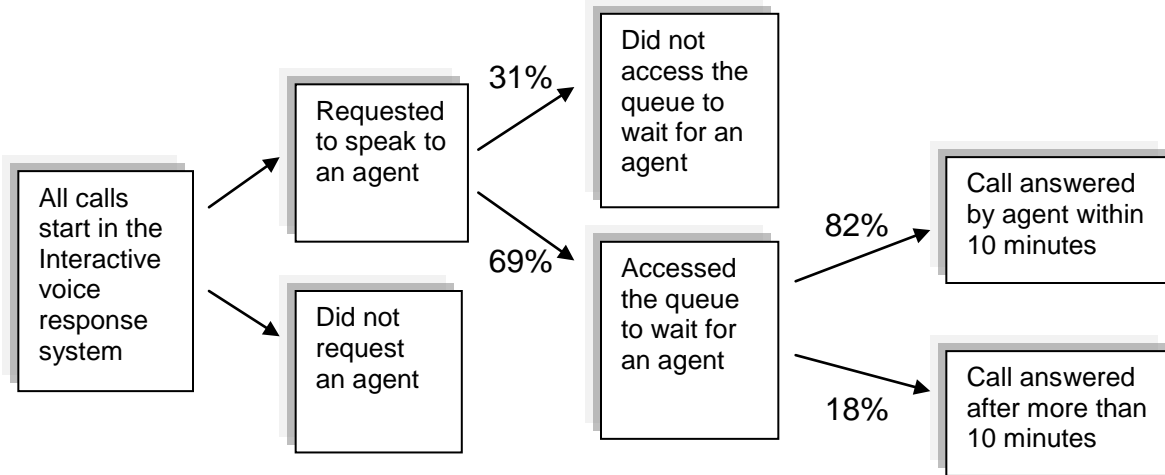 All calls
start in the
Interactive
voice
response
system
Requested
to speak to
an agent
Did not
request
an agent
31%
69%
Did not
access the
queue to
wait for an
agent
Accessed
the queue
to wait for
an agent
82%
18%
Call answered
by agent within
10 minutes
Call answered
after more than
10 minutes